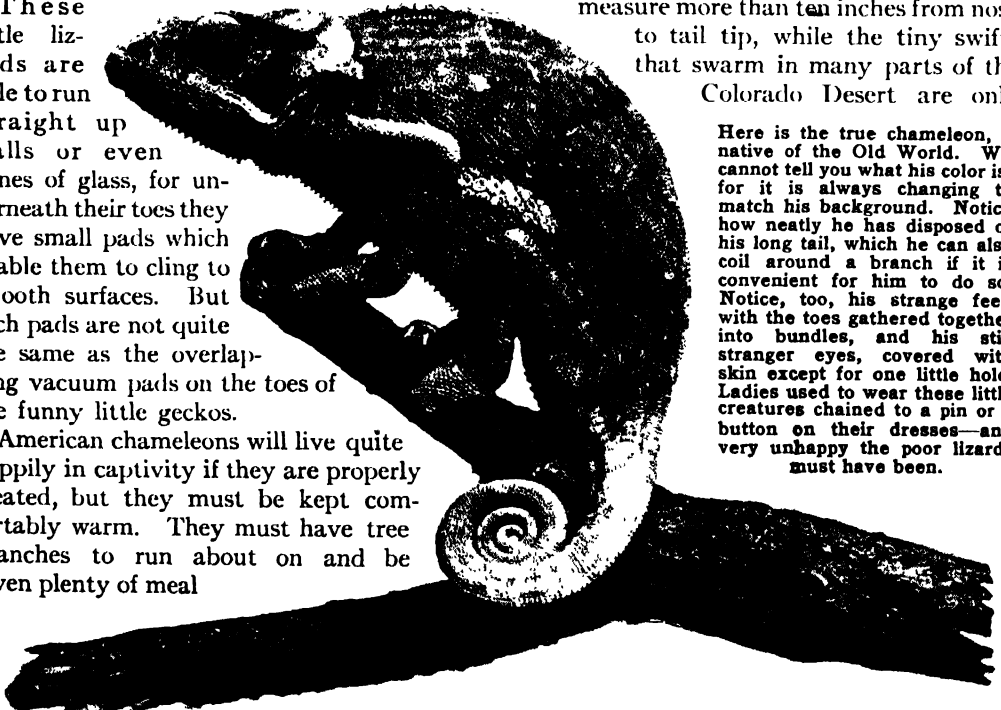 These
tle liz-
ds are
le to run
raight up
alls or even
nes of glass, for un-
rneath their toes they
ve small pads which
able them to cling to
ooth surfaces. But
ch pads are not quite
e same as the overlap-
ng vacuum pads on the toes of
e funny little geckos.
American chameleons will live quite
ppily in captivity if they are properly
eated, but they must be kept com-
rtably warm. They must have tree
anches to run about on and be
ven plenty of meal
measure more than ten inches from nos
to tail tip, while the tiny swif
that swarm in many parts of th
Colorado Desert are onl
Here is the true chameleon,
native of the Old World. W
cannot tell you what his color is
for it is always changing t
match his background. Notic
how neatly he has disposed o
his long tail, which he can als
coil around a branch if it i
convenient for him to do so
Notice, too, his strange fee
with the toes gathered togethe
into bundles, and his sti
stranger eyes, covered wit
skin except for one little hole
Ladies used to wear these littl
creatures chained to a pin or
button on their dresses—an
very unhappy the poor lizard
must have been.